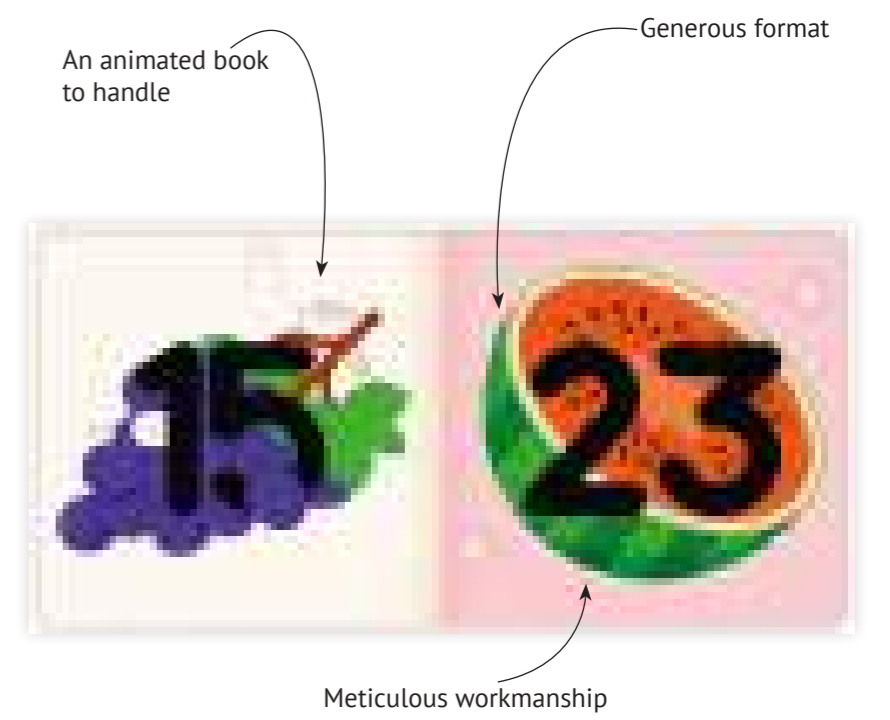 Generous format
An animated book
to handle
15
23
Meticulous workmanship